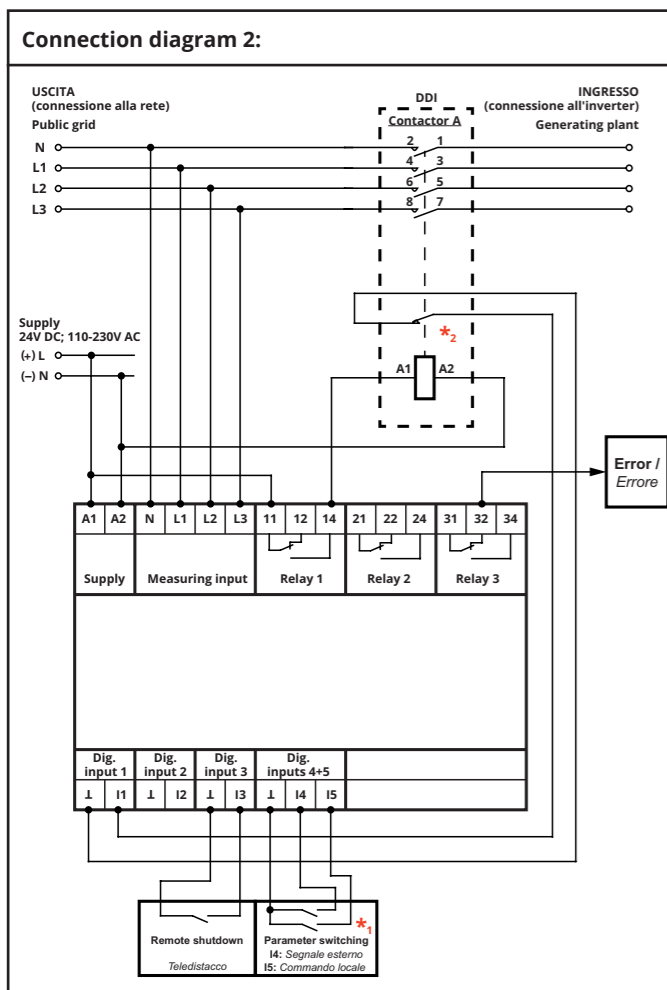 Connection diagram 2:
USCITA
(connessione alla rete)
Public grid
DDI
Contactor A
INGRESSO
(connessione all'inverter)
Generating plant
N
2 1
L1
4 3
L2
6 5
L3
8 7
*2
Supply
24V DC; 110-230V AC
(+) L
(–) N
A1 A2
Error /
Errore
A1 A2 N L1 L2 L3 11 12 14 21 22 24 31 32 34
Supply Measuring input Relay 1 Relay 2 Relay 3
Dig. input 1
Dig. input 2
Dig. input 3
Dig. inputs 4+5
⊥ I1 ⊥ I2 ⊥ I3 ⊥ I4 I5
*1
Remote shutdown
Teledistacco
Parameter switching
I4: Segnale esterno
I5: Commando locale